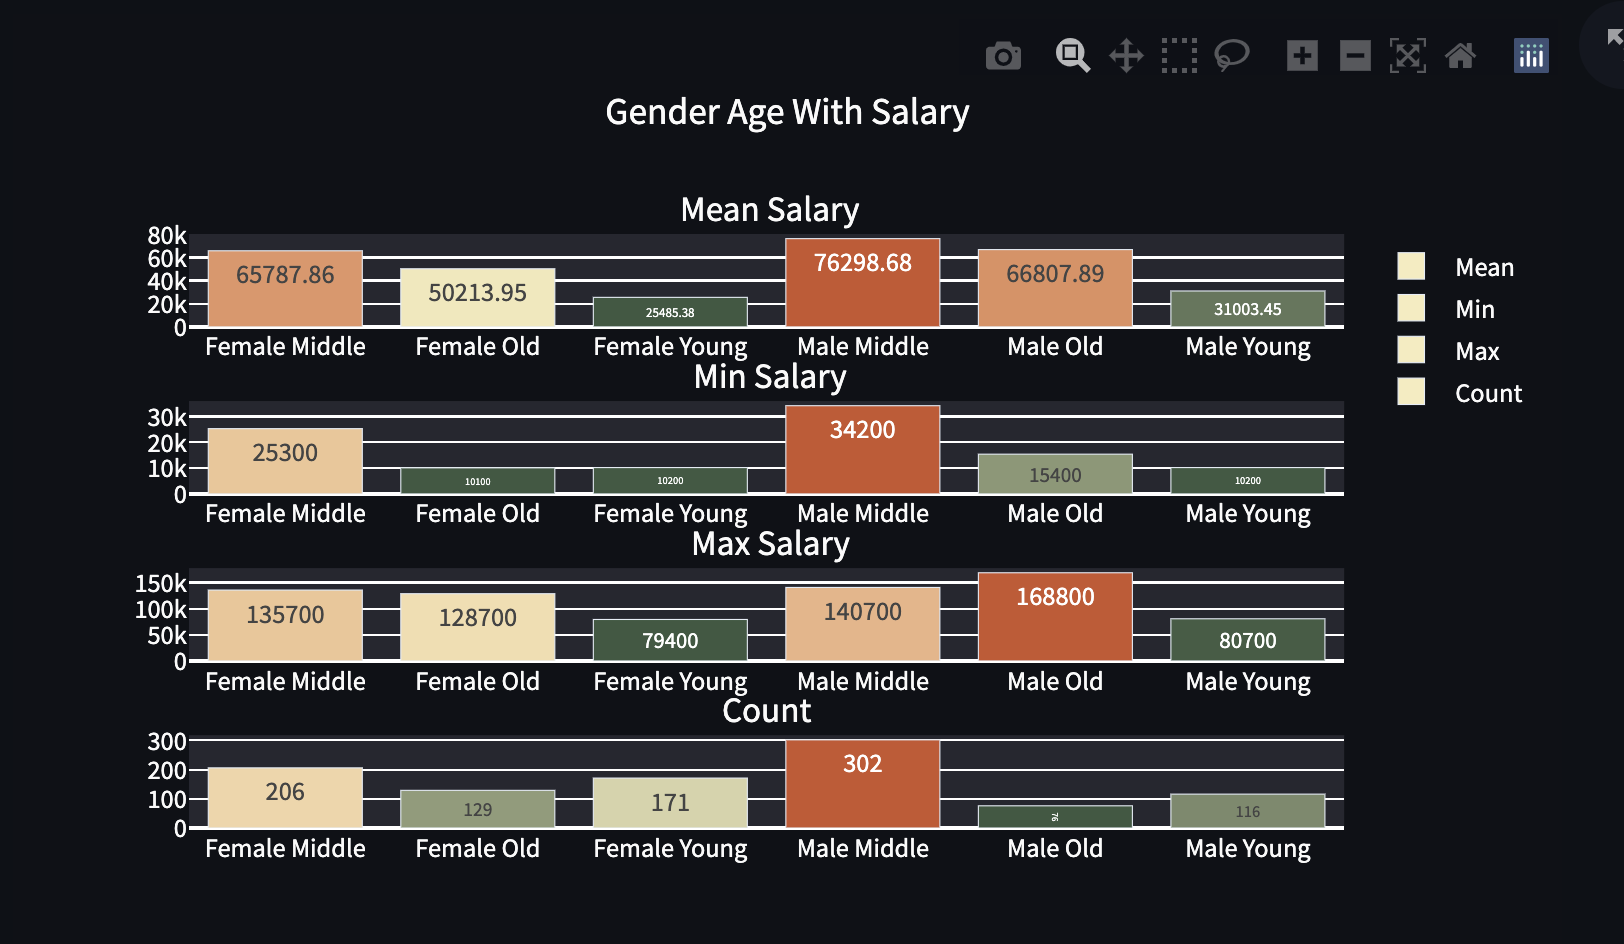 Gender Age With Salary
Mean Salary
80k
60k
40k
20k
0
65787.86 50213.95 25485.38 76298.68 66807.89 31003.45
Female Middle Female Old Female Young Male Middle Male Old Male Young
Mean
Min
Max
Count
Min Salary
30k
20k
10k
0
25300 10100 10200 34200 15400 10200
Female Middle Female Old Female Young Male Middle Male Old Male Young
Max Salary
150k
100k
50k
0
135700 128700 79400 140700 168800 80700
Female Middle Female Old Female Young Male Middle Male Old Male Young
Count
300
200
100
0
206 129 171 302 76 116
Female Middle Female Old Female Young Male Middle Male Old Male Young